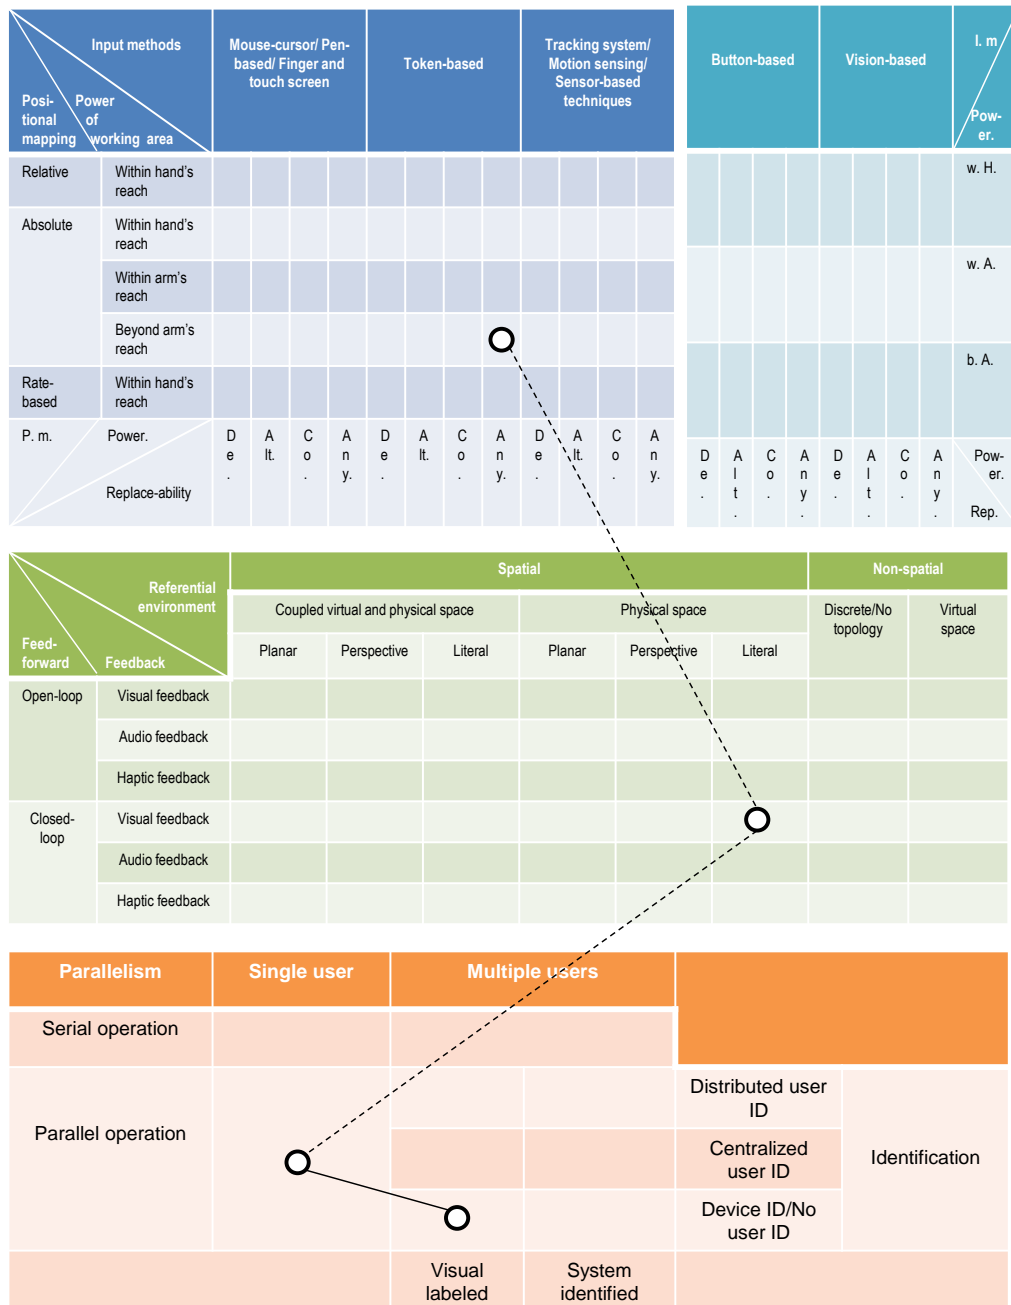 Input methods
Posi-
tional
mapping
Power
of
working area
Mouse-cursor/ Pen-
based/ Finger and
touch screen
Token-based
Tracking system/
Motion sensing/
Sensor-based
techniques
Relative
Within hand's
reach
Absolute
Within hand's
reach
Within arm's
reach
Beyond arm's
reach
Rate-
based
Within hand's
reach
P. m.
Power.
Replace-ability
D
e
.
A
lt.
C
o
.
A
n
y.
D
e
.
A
lt.
C
o
.
A
n
y.
D
e
.
A
lt.
C
o
.
A
n
y.
Button-based
Vision-based
I. m
Pow-
er.
w. H.
w. A.
b. A.
D
e
.
A
l
t
.
C
o
.
A
n
y
.
D
e
.
A
l
t
.
C
o
.
A
n
y
.
Pow-
er.
Rep.
Referential
environment
Feed-
forward
Feedback
Spatial
Non-spatial
Coupled virtual and physical space
Physical space
Discrete/No
topology
Virtual
space
Planar
Perspective
Literal
Planar
Perspective
Literal
Open-loop
Visual feedback
Audio feedback
Haptic feedback
Closed-
loop
Visual feedback
Audio feedback
Haptic feedback
Parallelism
Single user
Multiple users
Serial operation
Parallel operation
Distributed user
ID
Centralized
user ID
Device ID/No
user ID
Identification
Visual
labeled
System
identified